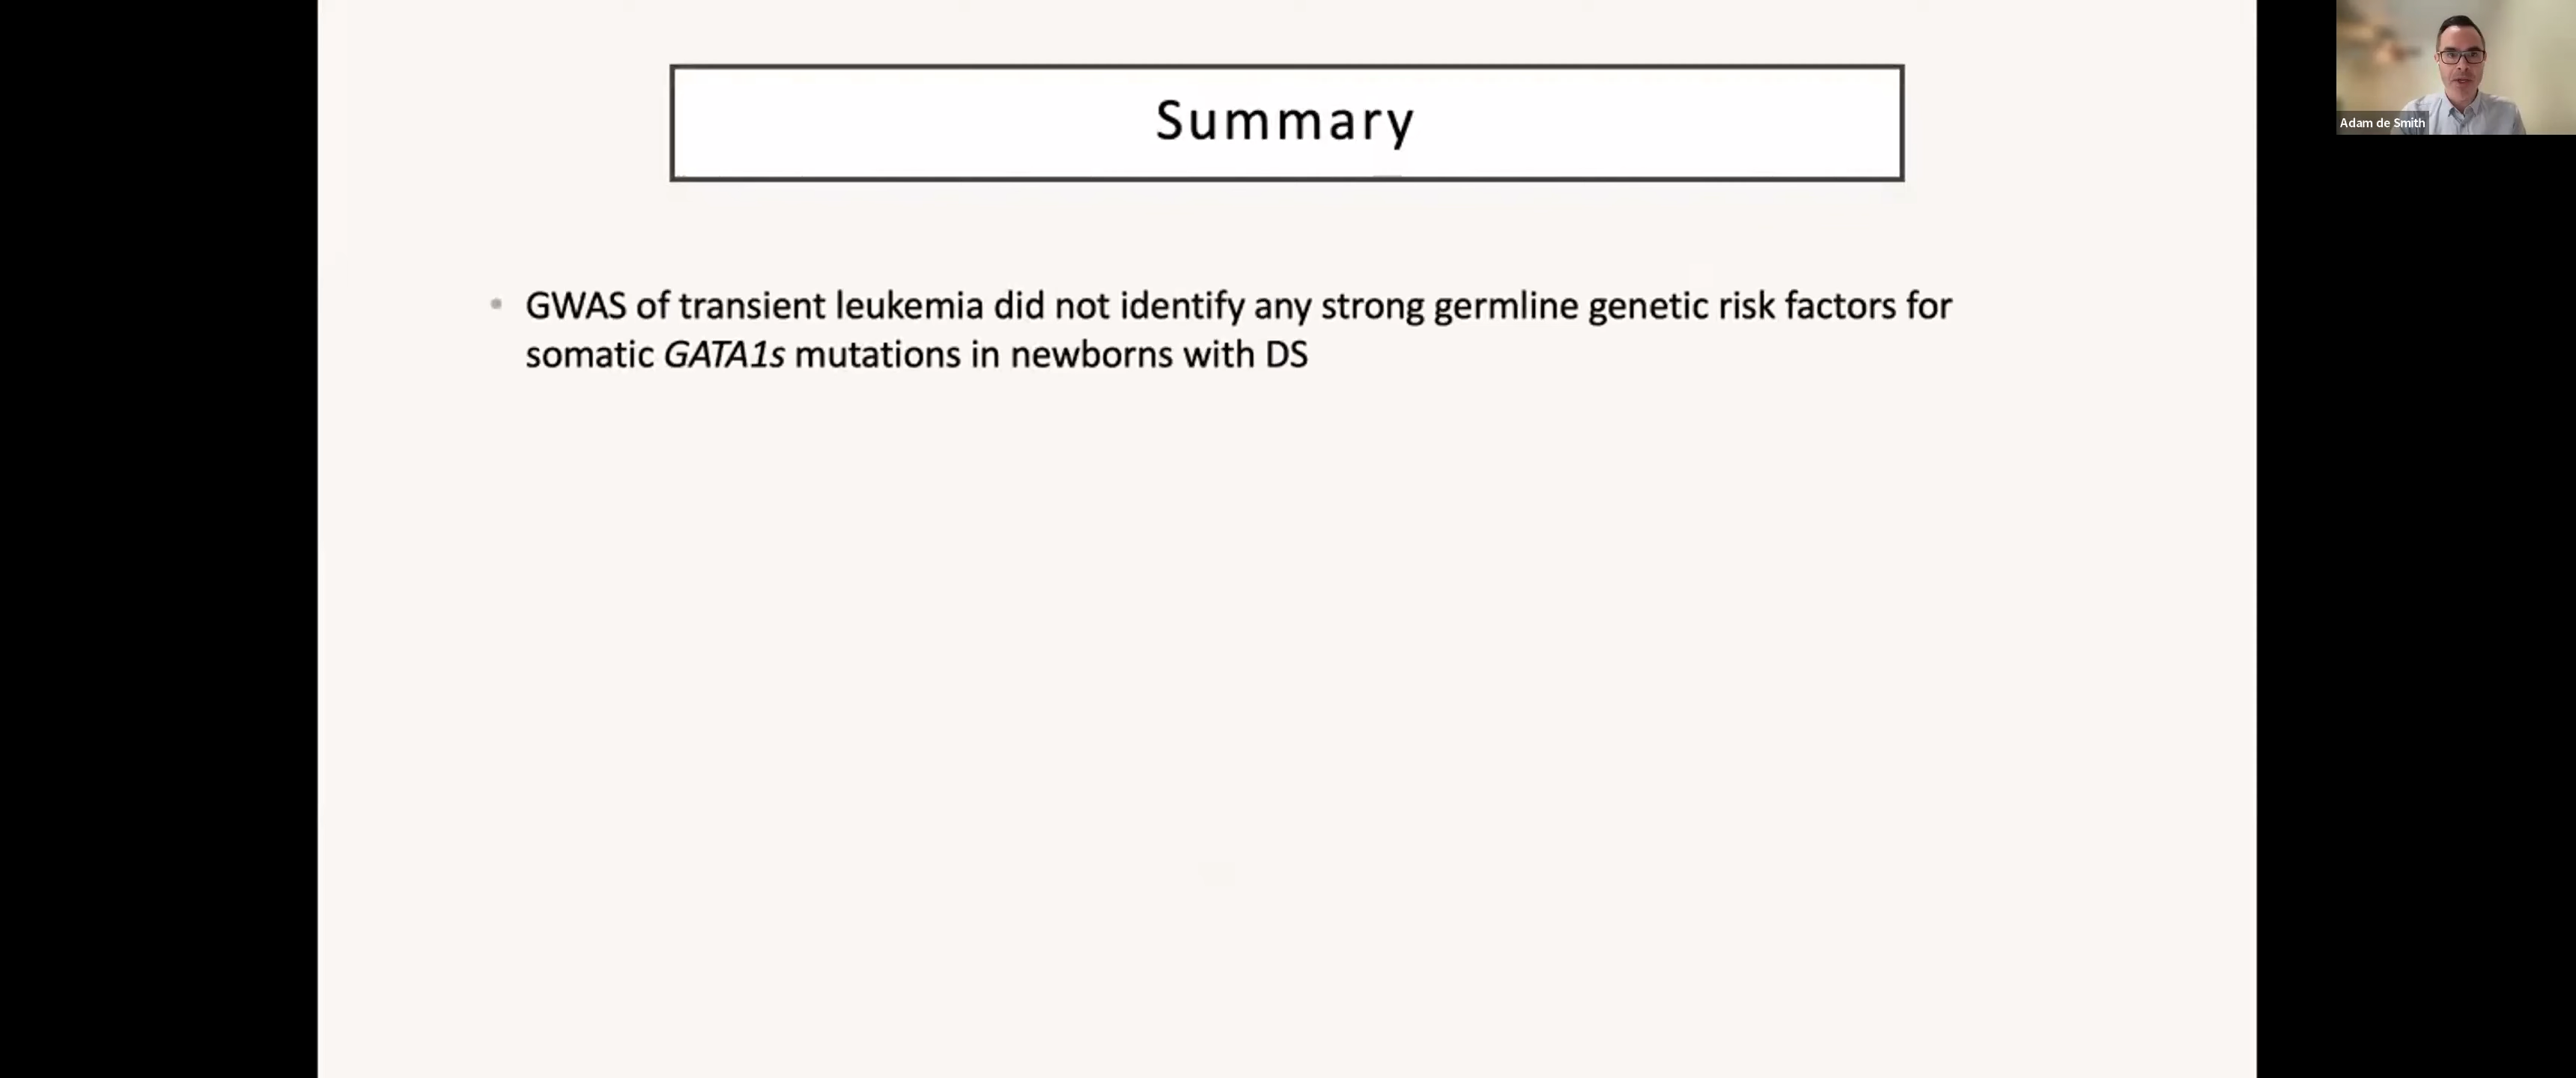 Summary
Adam de Smith
• GWAS of transient leukemia did not identify any strong germline genetic risk factors for
somatic GATA1s mutations in newborns with DS